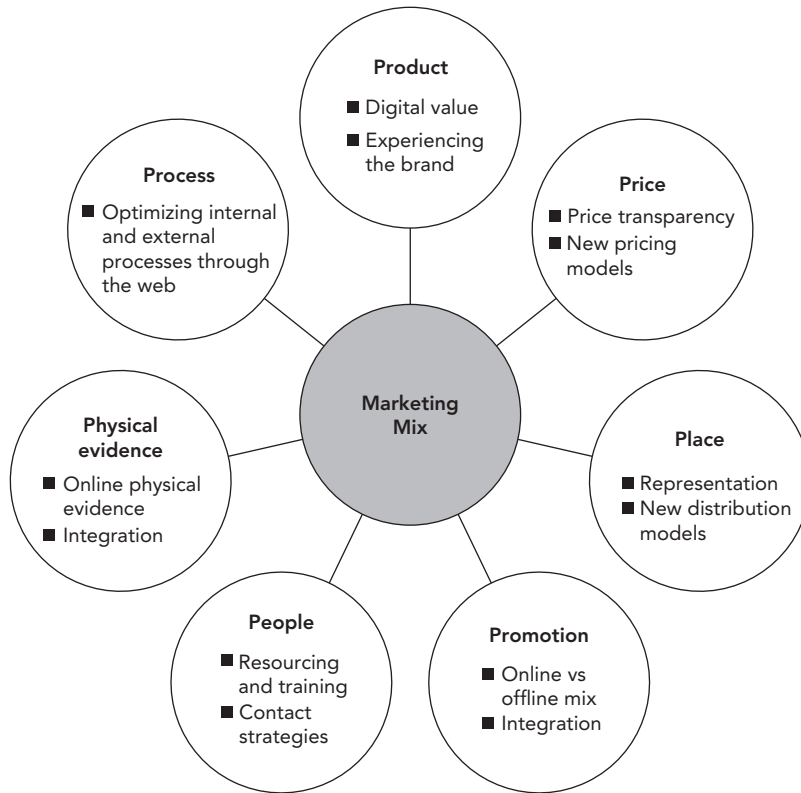 Product
■ Digital value
■ Experiencing
the brand
Price
■ Price transparency
■ New pricing
models
Place
■ Representation
■ New distribution
models
Promotion
■ Online vs
offline mix
■ Integration
People
■ Resourcing
and training
■ Contact
strategies
Physical
evidence
■ Online physical
evidence
■ Integration
Process
■ Optimizing internal
and external
processes through
the web
Marketing
Mix